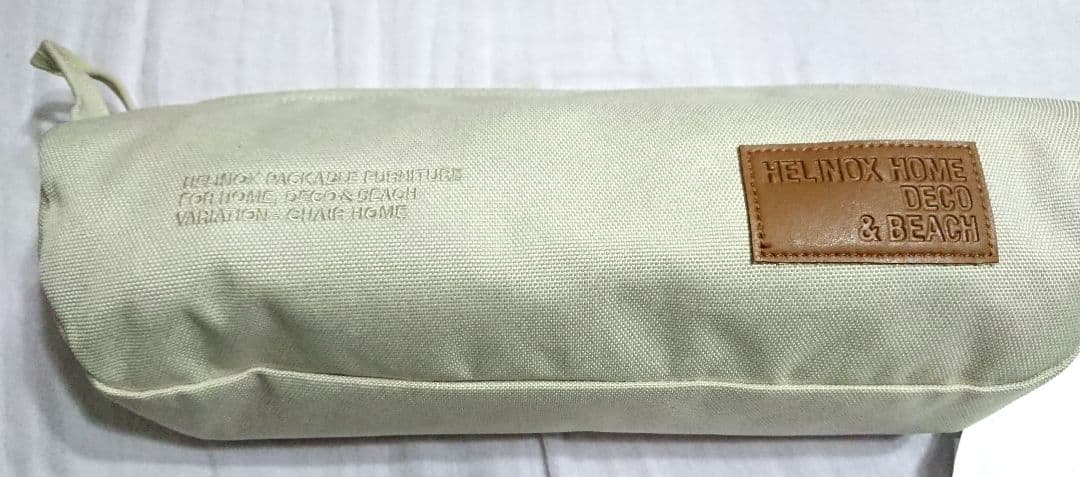 HELINOX PACKABLE FURNITURE
FOR HOME, DECO & BEACH
VARIATION - CHAIR HOME
HELINOX HOME
DECO
& BEACH